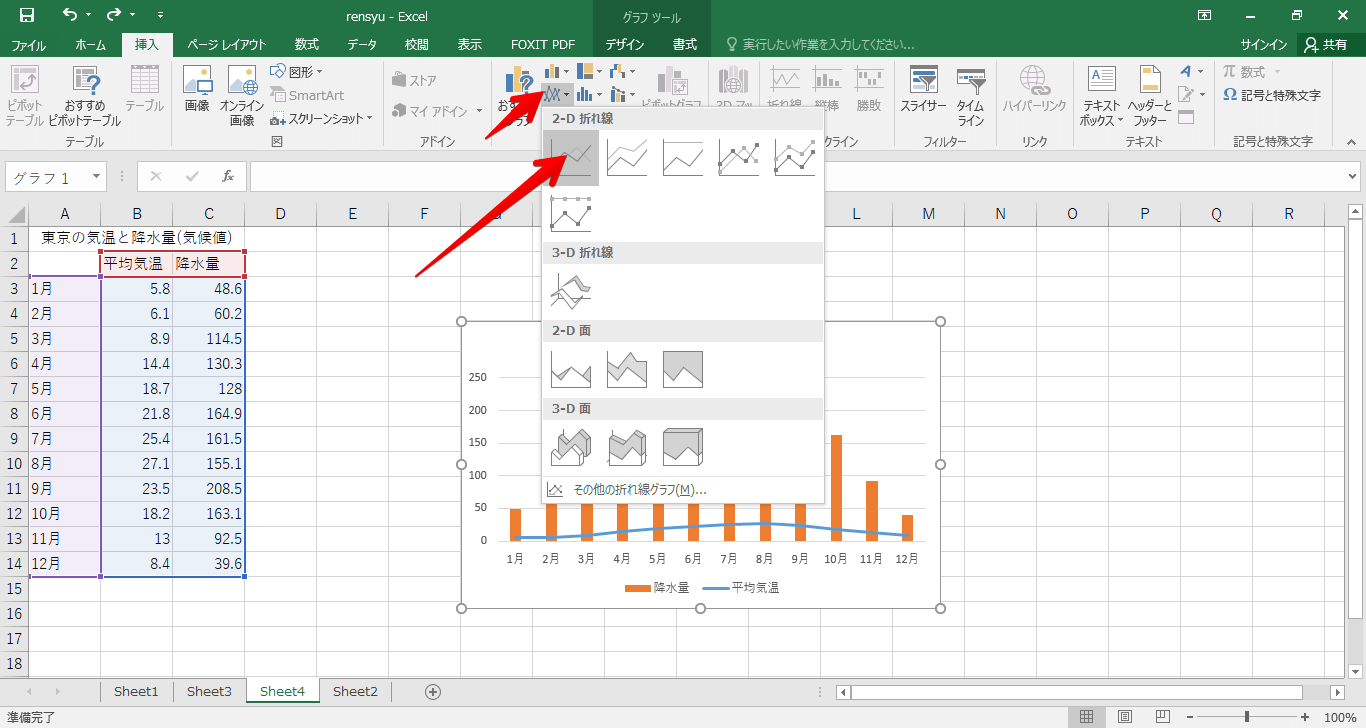 rensyu - Excel
グラフ ツール
ファイル ホーム 挿入 ページ レイアウト 数式 データ 校閲 表示 FOXIT PDF デザイン 書式 実行したい作業を入力してください... サインイン 共有
ピボット
テーブル
おすすめ
ピボットテーブル
テーブル
テーブル
画像
オンライン
画像
図形
SmartArt
スクリーンショット
図
ストア
マイ アドイン
アドイン
折れ線
縦棒
勝敗
スライサー
タイム
ライン
フィルター
ハイパーリンク
リンク
テキスト
ボックス
ヘッダーと
フッター
テキスト
数式
Ω 記号と特殊文字
記号と特殊文字
グラフ 1
fx
2-D 折れ線
3-D 折れ線
2-D 面
3-D 面
その他の折れ線グラフ(M)...
A B C D E F L M N O P Q R
1 東京の気温と降水量(気候値)
2 平均気温 降水量
3 1月 5.8 48.6
4 2月 6.1 60.2
5 3月 8.9 114.5
6 4月 14.4 130.3
7 5月 18.7 128
8 6月 21.8 164.9
9 7月 25.4 161.5
10 8月 27.1 155.1
11 9月 23.5 208.5
12 10月 18.2 163.1
13 11月 13 92.5
14 12月 8.4 39.6
15
16
17
18
250
200
150
100
50
0
1月 2月 3月 4月 5月 6月 7月 8月 9月 10月 11月 12月
降水量 平均気温
Sheet1 Sheet3 Sheet4 Sheet2
準備完了
100%